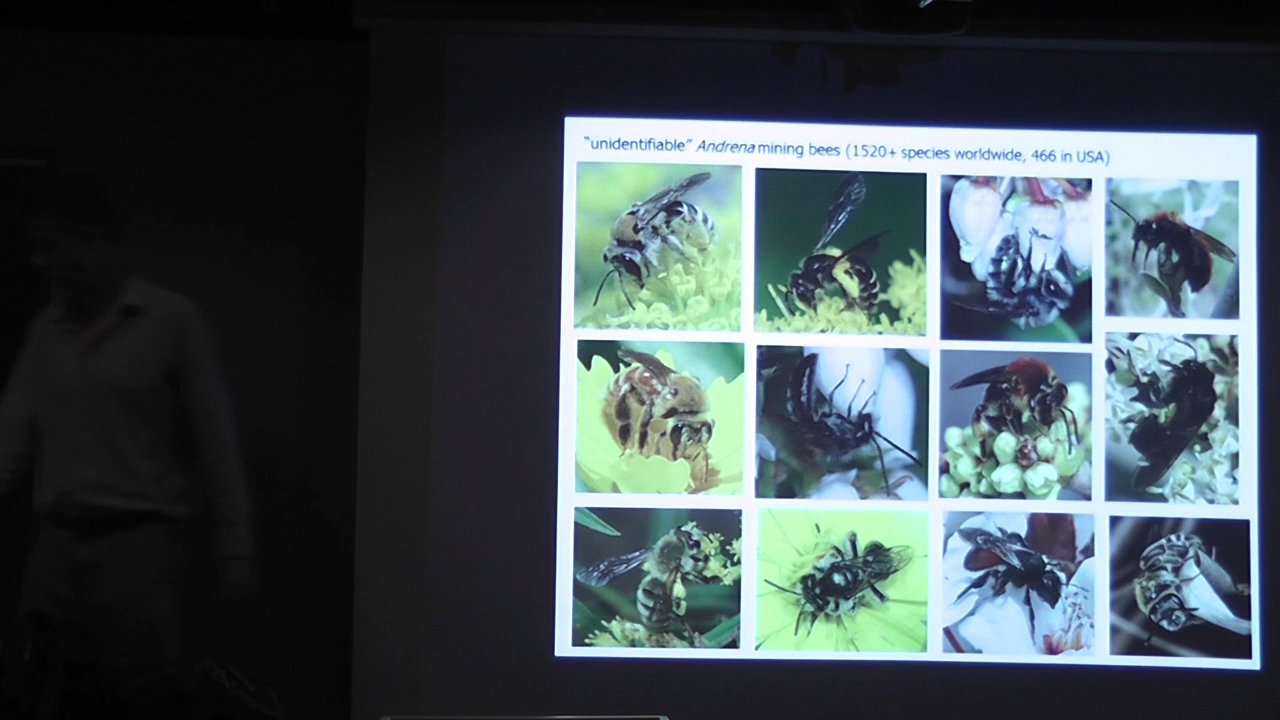 "unidentifiable" Andrena mining bees (1520+ species worldwide, 466 in USA)